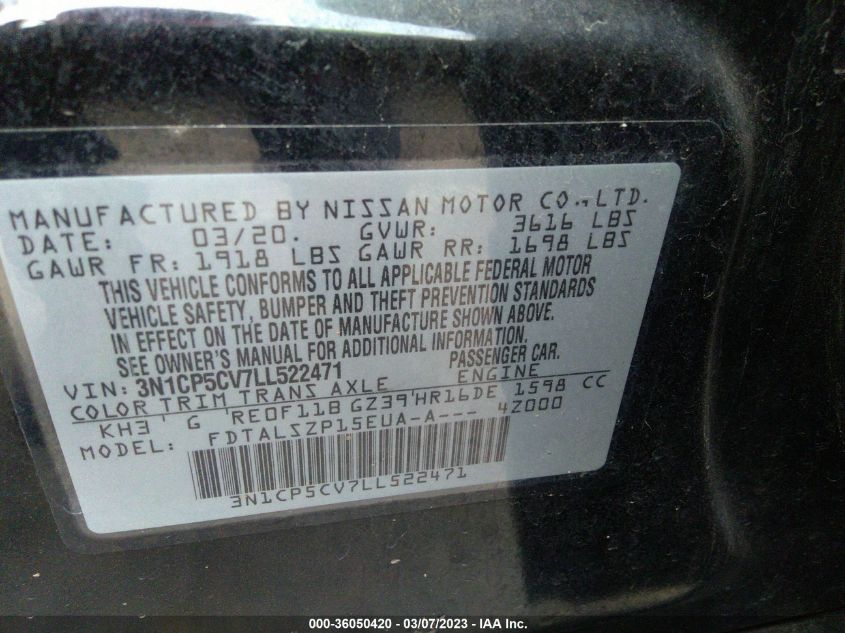 MANUFACTURED BY NISSAN MOTOR CO., LTD.
DATE: 03/20. GVWR: 3616 LBS
GAWR FR: 1918 LBS GAWR RR: 1698 LBS
THIS VEHICLE CONFORMS TO ALL APPLICABLE FEDERAL MOTOR
VEHICLE SAFETY, BUMPER AND THEFT PREVENTION STANDARDS
IN EFFECT ON THE DATE OF MANUFACTURE SHOWN ABOVE.
SEE OWNER'S MANUAL FOR ADDITIONAL INFORMATION.
VIN: 3N1CP5CV7LL522471 PASSENGER CAR.
COLOR TRIM TRANS AXLE ENGINE
KH3 G RE0F11B GZ39 HR16DE 1598 CC
MODEL: FDTALSZP15EUA-A--- 4Z000
3N1CP5CV7LL522471
000-36050420 - 03/07/2023 - IAA Inc.